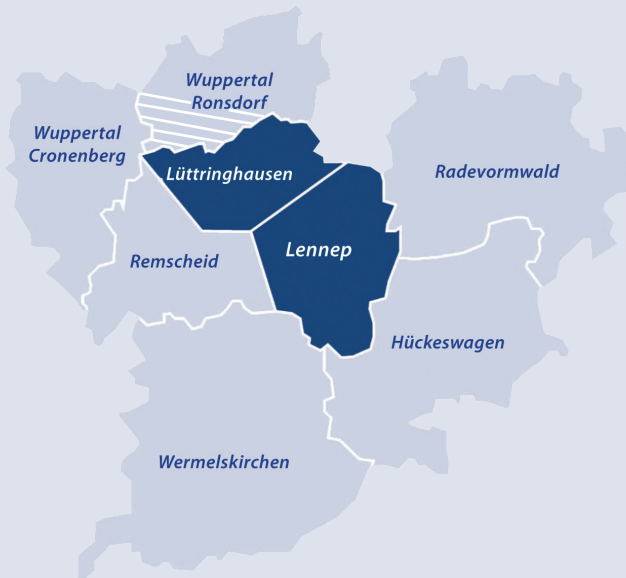 Wuppertal
Ronsdorf
Wuppertal
Cronenberg
Lüttringhausen
Radevormwald
Lennep
Remscheid
Hückeswagen
Wermelskirchen